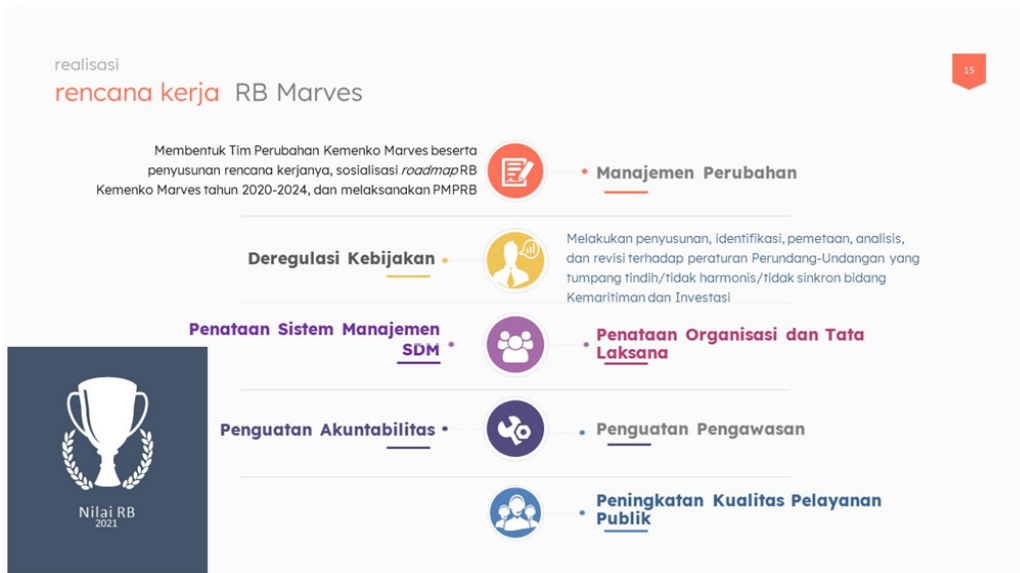 realisasi
rencana kerja RB Marves
15
Membentuk Tim Perubahan Kemenko Marves beserta
penyusunan rencana kerjanya, sosialisasi roadmap RB
Kemenko Marves tahun 2020-2024, dan melaksanakan PMPRB
Manajemen Perubahan
Deregulasi Kebijakan
Melakukan penyusunan, identifikasi, pemetaan, analisis,
dan revisi terhadap peraturan Perundang-Undangan yang
tumpang tindih/tidak harmonis/tidak sinkron bidang
Kemaritiman dan Investasi
Penataan Sistem Manajemen
SDM
Penataan Organisasi dan Tata
Laksana
Penguatan Akuntabilitas
Penguatan Pengawasan
Peningkatan Kualitas Pelayanan
Publik
Nilai RB
2021